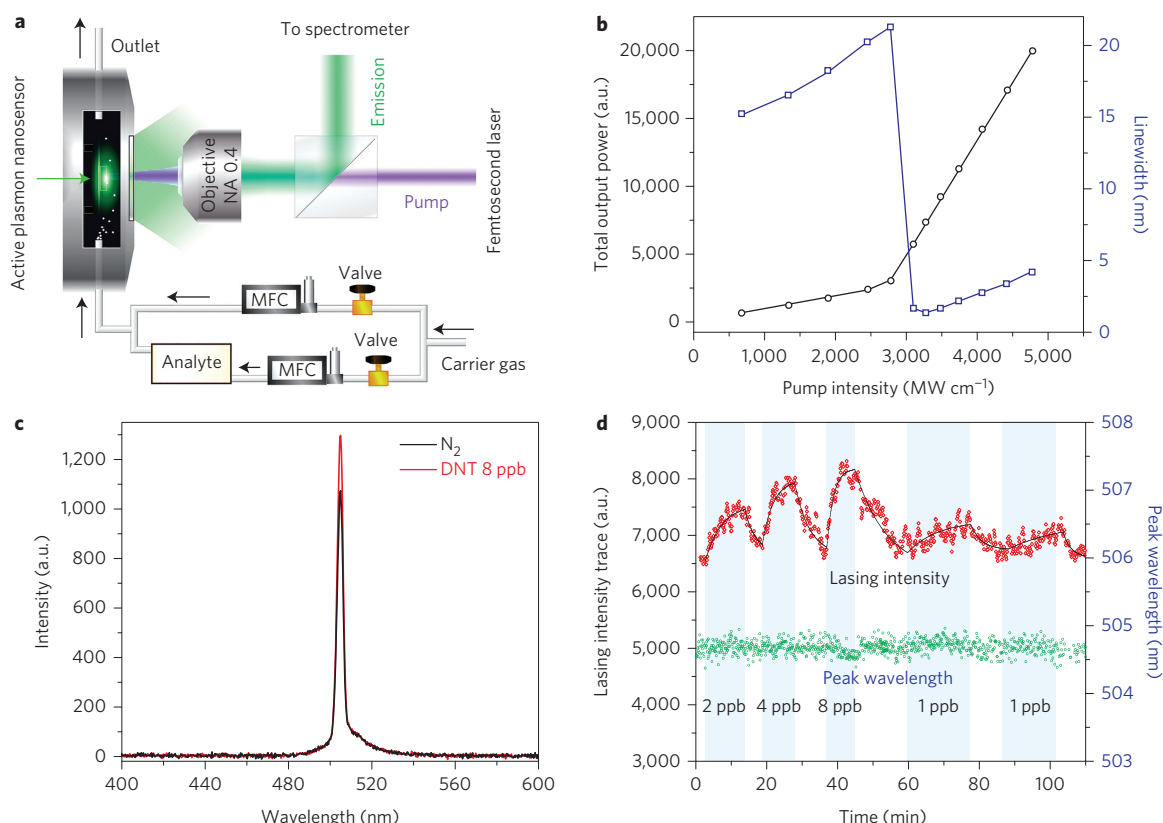 a
Outlet
To spectrometer
Active plasmon nanosensor
Objective
NA 0.4
Emission
Pump
Femtosecond laser
Valve
MFC
Valve
MFC
Analyte
Carrier gas
b
Total output power (a.u.)
20,000
15,000
10,000
5,000
0
1,000 2,000 3,000 4,000 5,000
Pump intensity (MW cm⁻¹)
20
15
10
5
0
Linewidth (nm)
c
Intensity (a.u.)
1,200
1,000
800
600
400
200
0
N₂
DNT 8 ppb
400 440 480 520 560 600
Wavelength (nm)
d
Lasing intensity trace (a.u.)
9,000
8,000
7,000
6,000
5,000
4,000
3,000
Lasing intensity
Peak wavelength
2 ppb 4 ppb 8 ppb 1 ppb 1 ppb
0 20 40 60 80 100
Time (min)
508
507
506
505
504
503
Peak wavelength
(nm)